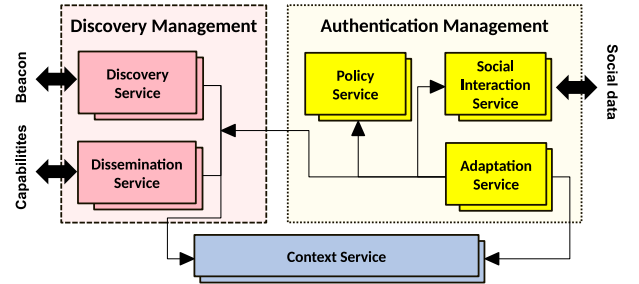 Discovery Management
Authentication Management
Beacon
Discovery
Service
Policy
Service
Social
Interaction
Service
Social data
Capabilitites
Dissemination
Service
Adaptation
Service
Context Service